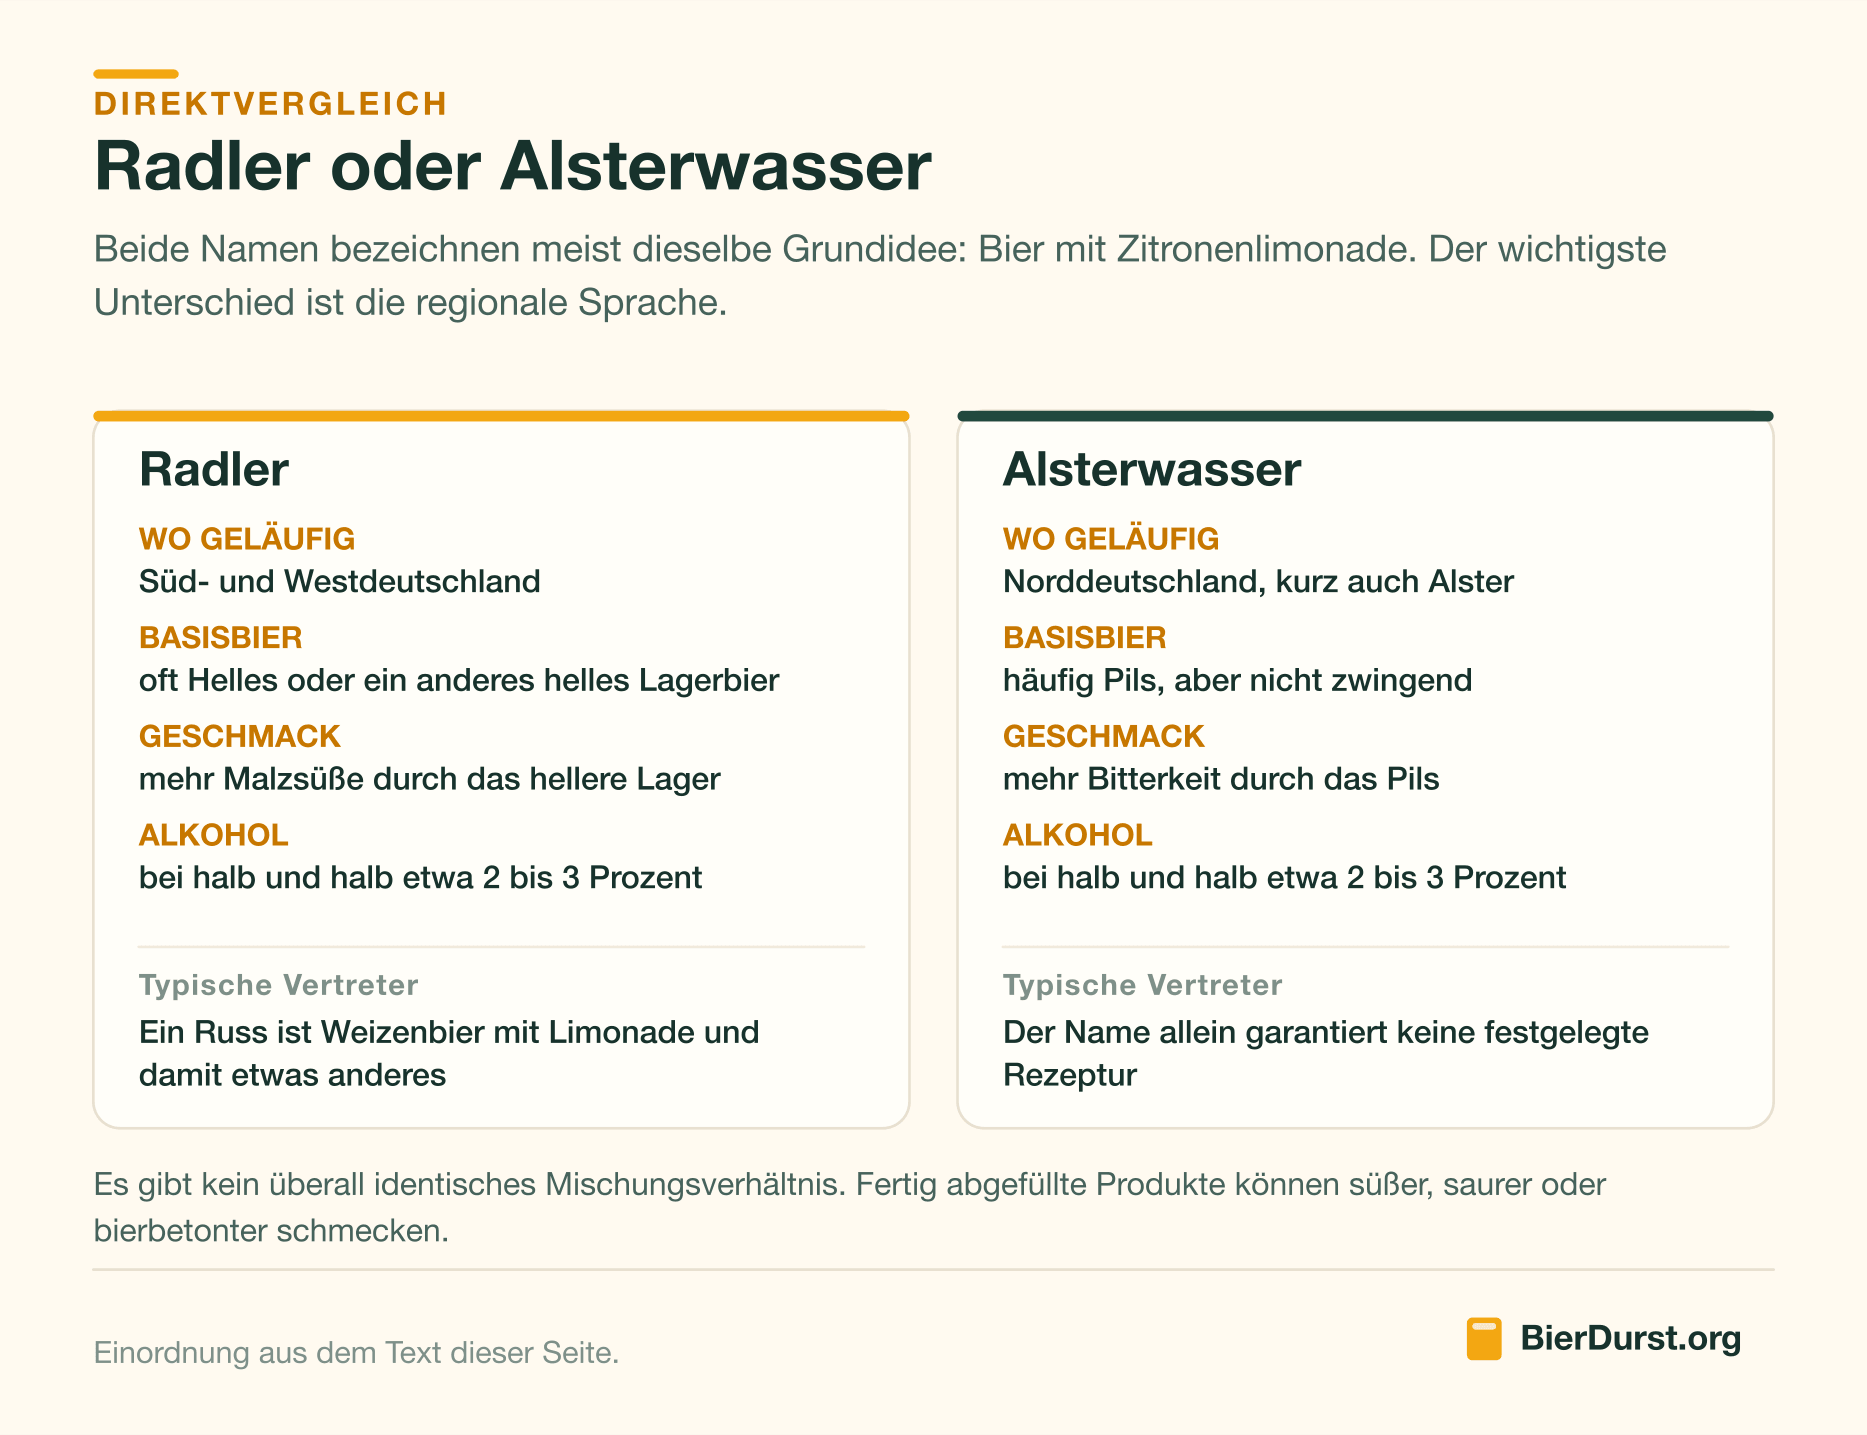 DIREKTVERGLEICH
Radler oder Alsterwasser
Beide Namen bezeichnen meist dieselbe Grundidee: Bier mit Zitronenlimonade. Der wichtigste
Unterschied ist die regionale Sprache.
Radler
WO GELÄUFIG
Süd- und Westdeutschland
BASISBIER
oft Helles oder ein anderes helles Lagerbier
GESCHMACK
mehr Malzsüße durch das hellere Lager
ALKOHOL
bei halb und halb etwa 2 bis 3 Prozent
Typische Vertreter
Ein Russ ist Weizenbier mit Limonade und
damit etwas anderes
Alsterwasser
WO GELÄUFIG
Norddeutschland, kurz auch Alster
BASISBIER
häufig Pils, aber nicht zwingend
GESCHMACK
mehr Bitterkeit durch das Pils
ALKOHOL
bei halb und halb etwa 2 bis 3 Prozent
Typische Vertreter
Der Name allein garantiert keine festgelegte
Rezeptur
Es gibt kein überall identisches Mischungsverhältnis. Fertig abgefüllte Produkte können süßer, saurer oder
bierbetonter schmecken.
Einordnung aus dem Text dieser Seite.
BierDurst.org